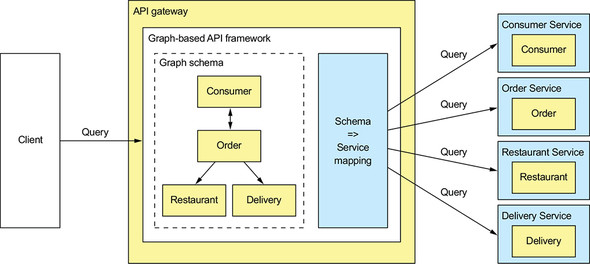 API gateway
Graph-based API framework
Graph schema
Consumer
Order
Restaurant
Delivery
Client
Query
Schema
=>
Service
mapping
Query
Query
Query
Query
Consumer Service
Consumer
Order Service
Order
Restaurant Service
Restaurant
Delivery Service
Delivery